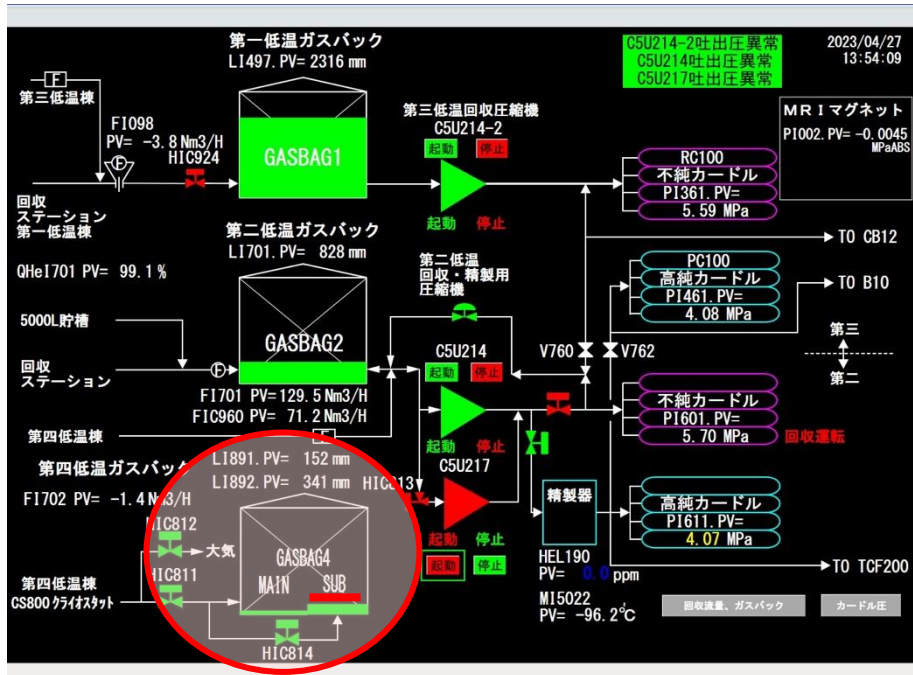 C5U214-2吐出圧異常
C5U214吐出圧異常
C5U217吐出圧異常
2023/04/27
13:54:09
第一低温ガスバック
LI497.PV= 2316 mm
F
第三低温棟
FI098
PV= -3.8 Nm3/H
HIC924
F
GASBAG1
第三低温回収圧縮機
C5U214-2
起動 停止
起動 停止
RC100
不純カードル
PI361.PV=
5.59 MPa
MRIマグネット
PI002.PV= -0.0045
MPaABS
回収
ステーション
第一低温棟
第二低温ガスバック
LI701.PV= 828 mm
QHeI701 PV= 99.1%
第二低温
回収・精製用
圧縮機
TO CB12
PC100
高純カードル
PI461.PV=
4.08 MPa
TO B10
5000L貯槽
GASBAG2
C5U214
起動 停止
V760
V762
第三
第二
回収
ステーション
F
FI701 PV=129.5 Nm3/H
FIC960 PV= 71.2 Nm3/H
不純カードル
PI601.PV=
5.70 MPa
回収運転
第四低温棟
F
起動 停止
C5U217
第四低温ガスバック
LI891.PV= 152 mm
LI892.PV= 341 mm
HIC813
FI702 PV= -1.4 Nm3/H
精製器
高純カードル
PI611.PV=
4.07 MPa
HIC812
大気
GASBAG4
MAIN SUB
起動 停止
起動 停止
HEL190
PV= 0.0 ppm
TO TCF200
HIC811
第四低温棟
CS800クライオスタット
HIC814
MI5022
PV= -96.2℃
回収流量、ガスバック
カードル圧